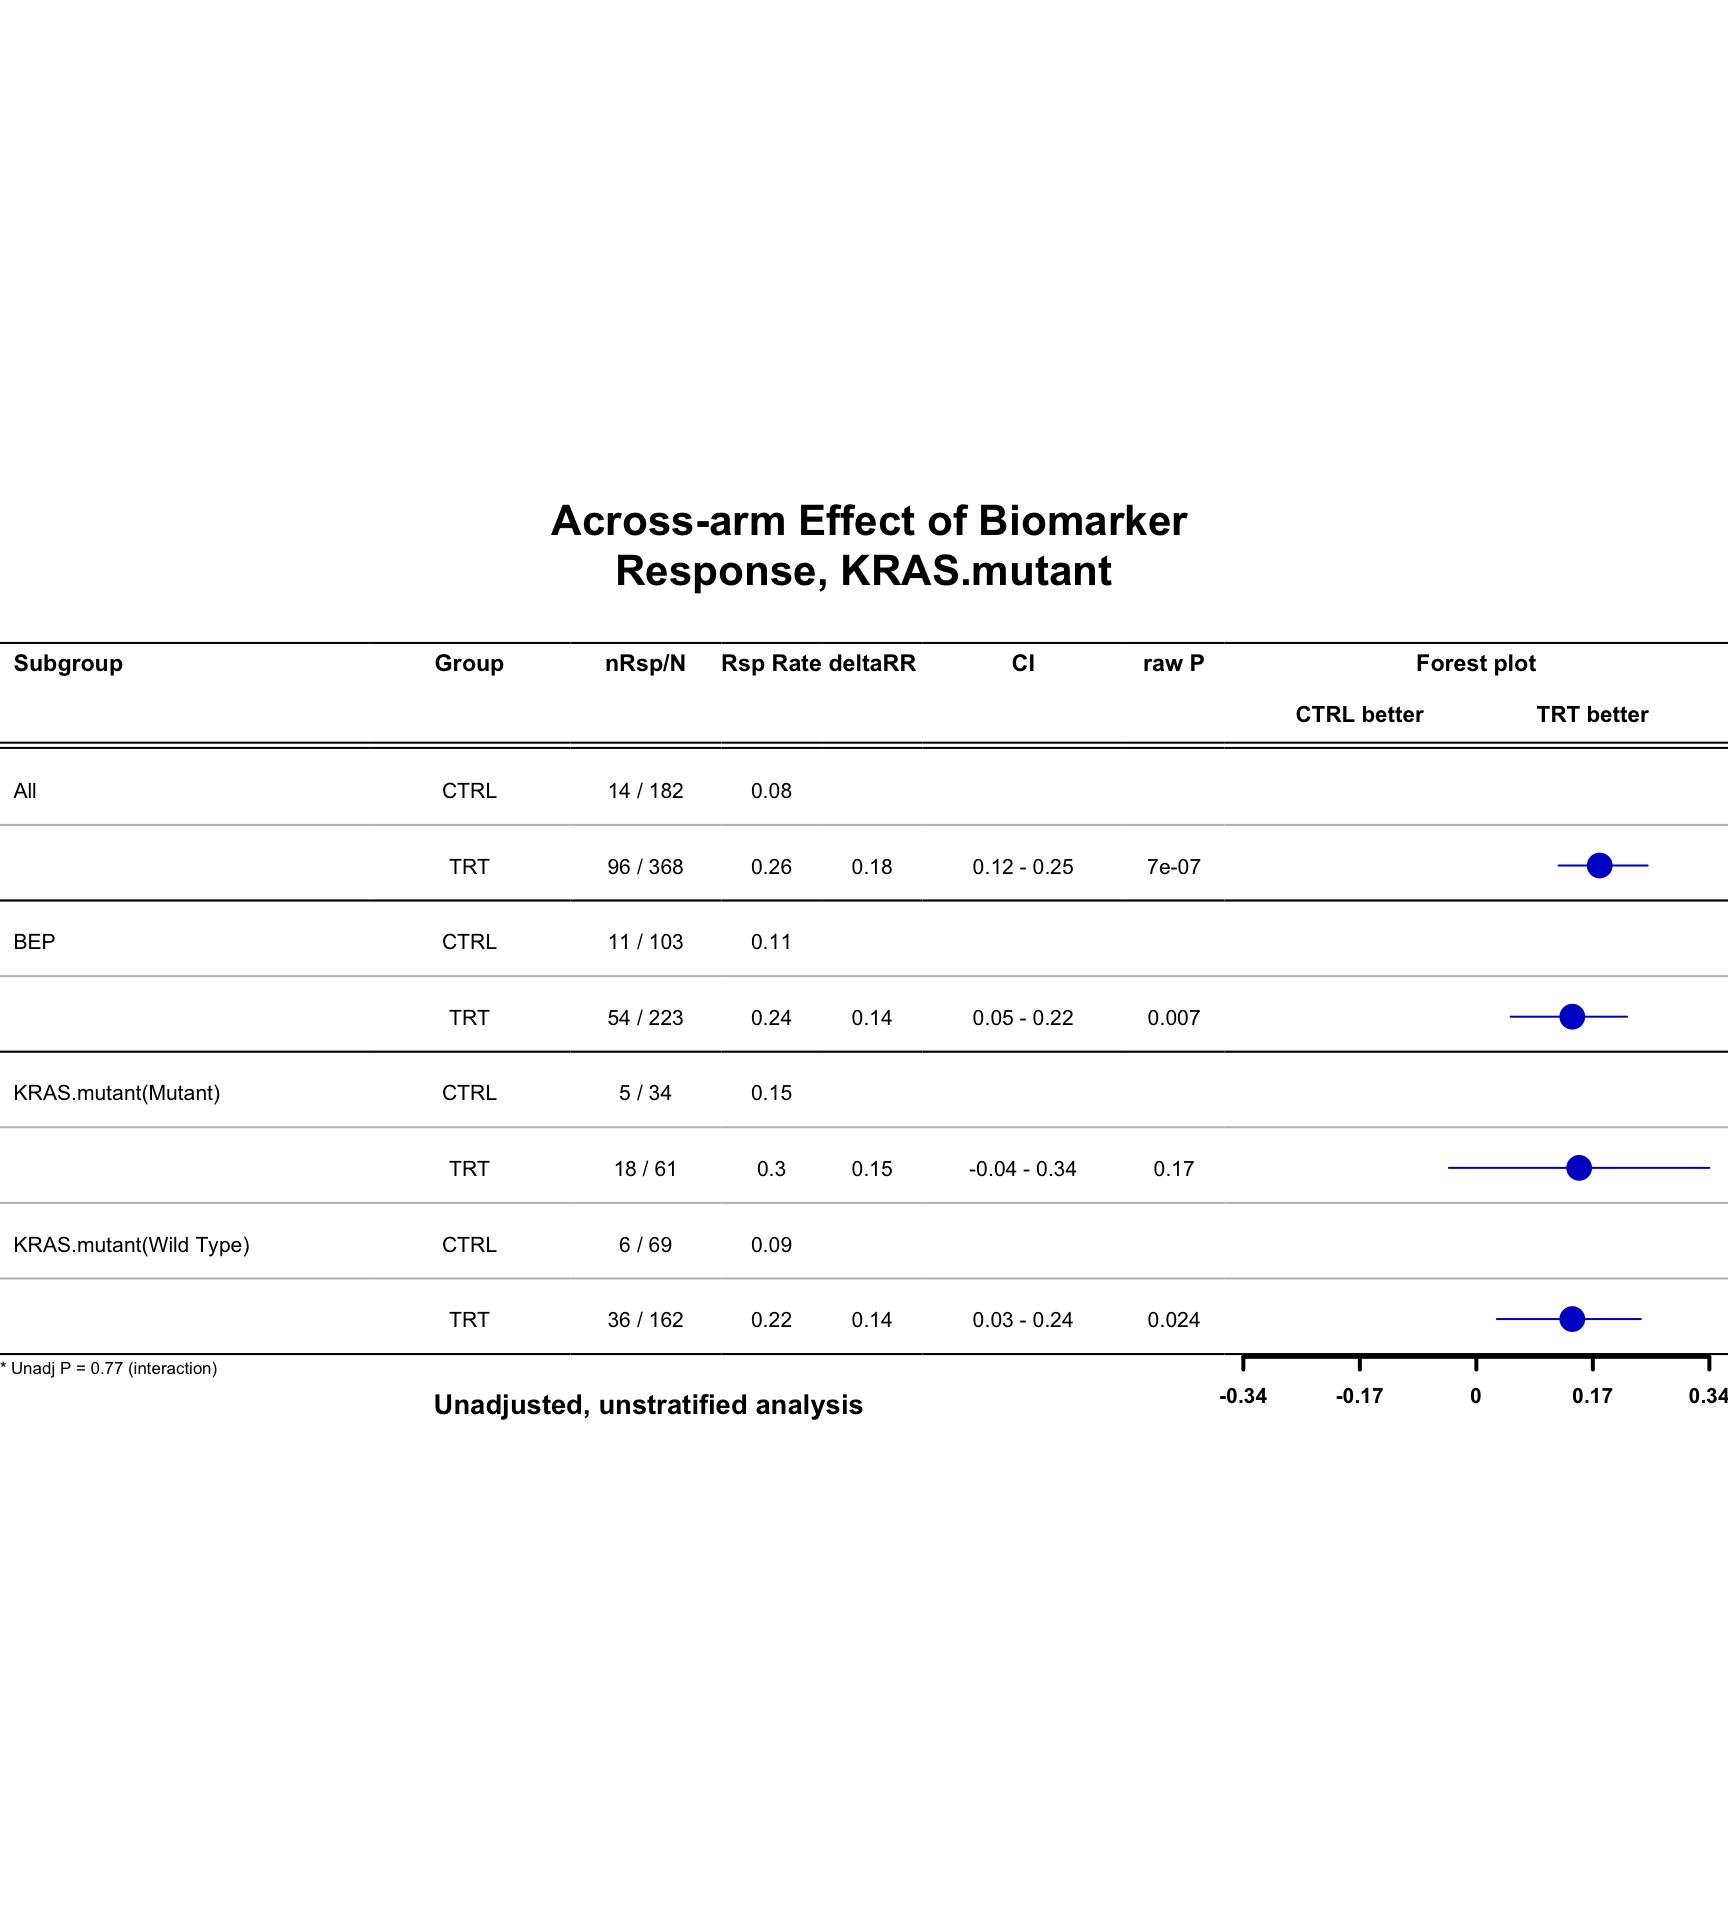 Across-arm Effect of Biomarker
Response, KRAS.mutant
Subgroup Group nRsp/N Rsp Rate deltaRR CI raw P Forest plot
CTRL better TRT better
All CTRL 14 / 182 0.08
TRT 96 / 368 0.26 0.18 0.12 - 0.25 7e-07
BEP CTRL 11 / 103 0.11
TRT 54 / 223 0.24 0.14 0.05 - 0.22 0.007
KRAS.mutant(Mutant) CTRL 5 / 34 0.15
TRT 18 / 61 0.3 0.15 -0.04 - 0.34 0.17
KRAS.mutant(Wild Type) CTRL 6 / 69 0.09
TRT 36 / 162 0.22 0.14 0.03 - 0.24 0.024
* Unadj P = 0.77 (interaction)
-0.34 -0.17 0 0.17 0.34
Unadjusted, unstratified analysis